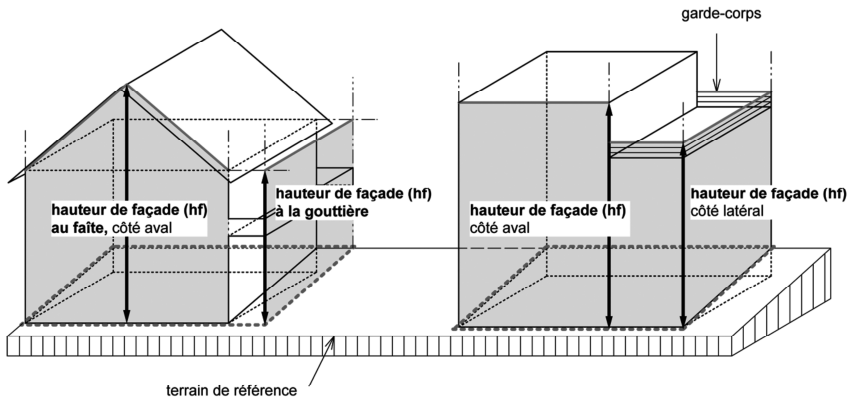 garde-corps
hauteur de façade (hf)
au faîte, côté aval
hauteur de façade (hf)
à la gouttière
hauteur de façade (hf)
côté aval
hauteur de façade (hf)
côté latéral
terrain de référence